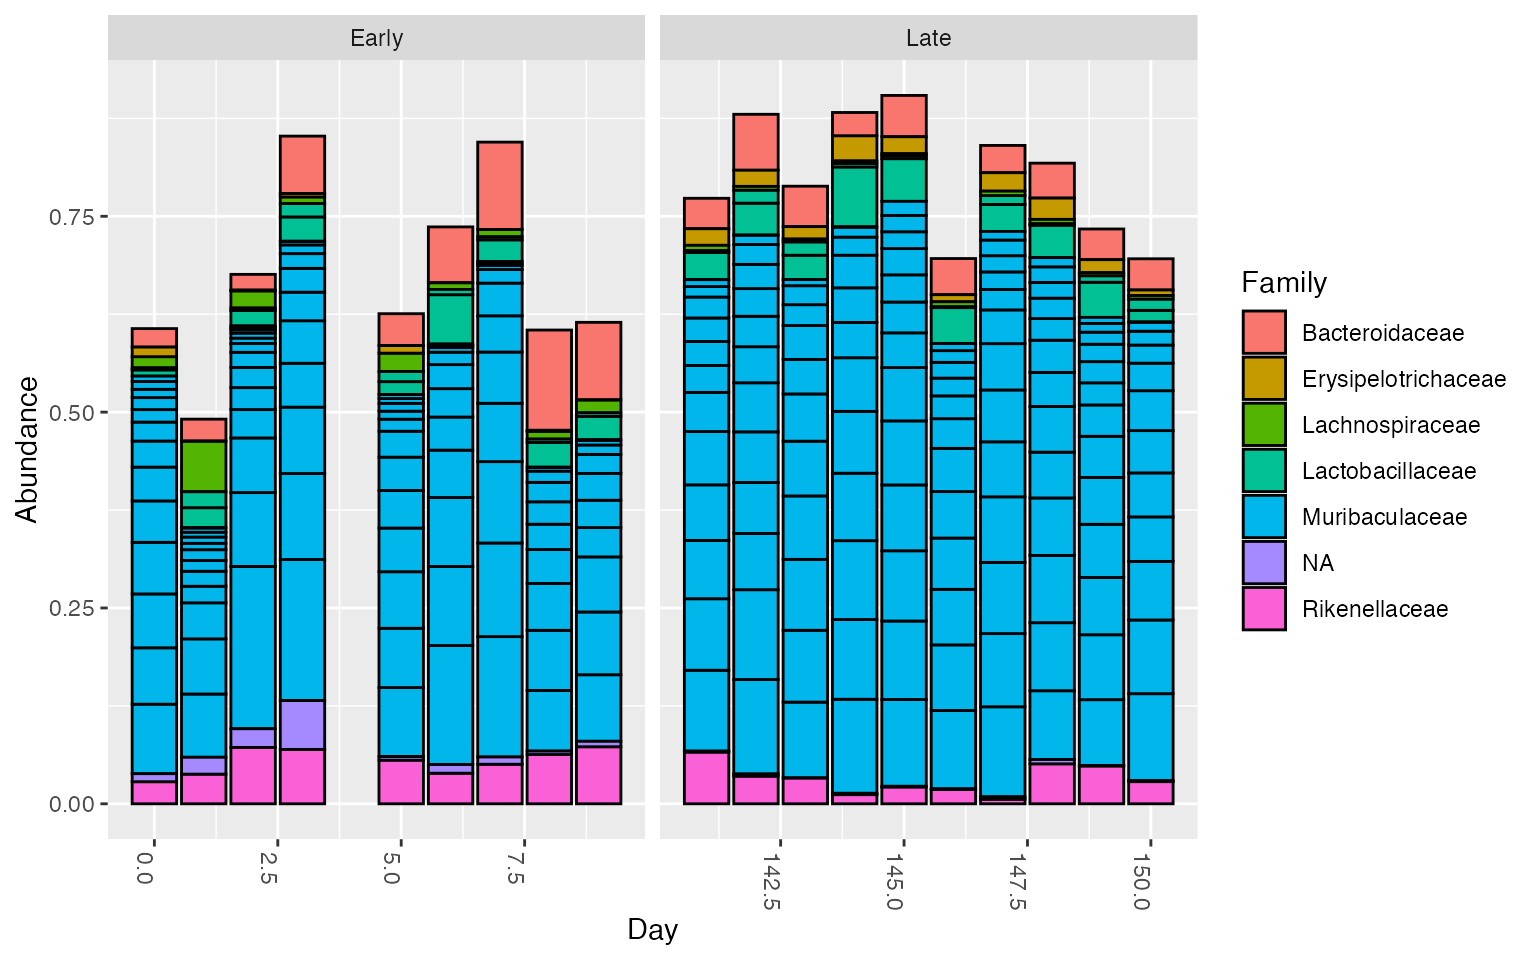 Early
Late
Abundance
0.75
0.50
0.25
0.00
0.0
2.5
5.0
7.5
142.5
145.0
147.5
150.0
Day
Family
Bacteroidaceae
Erysipelotrichaceae
Lachnospiraceae
Lactobacillaceae
Muribaculaceae
NA
Rikenellaceae